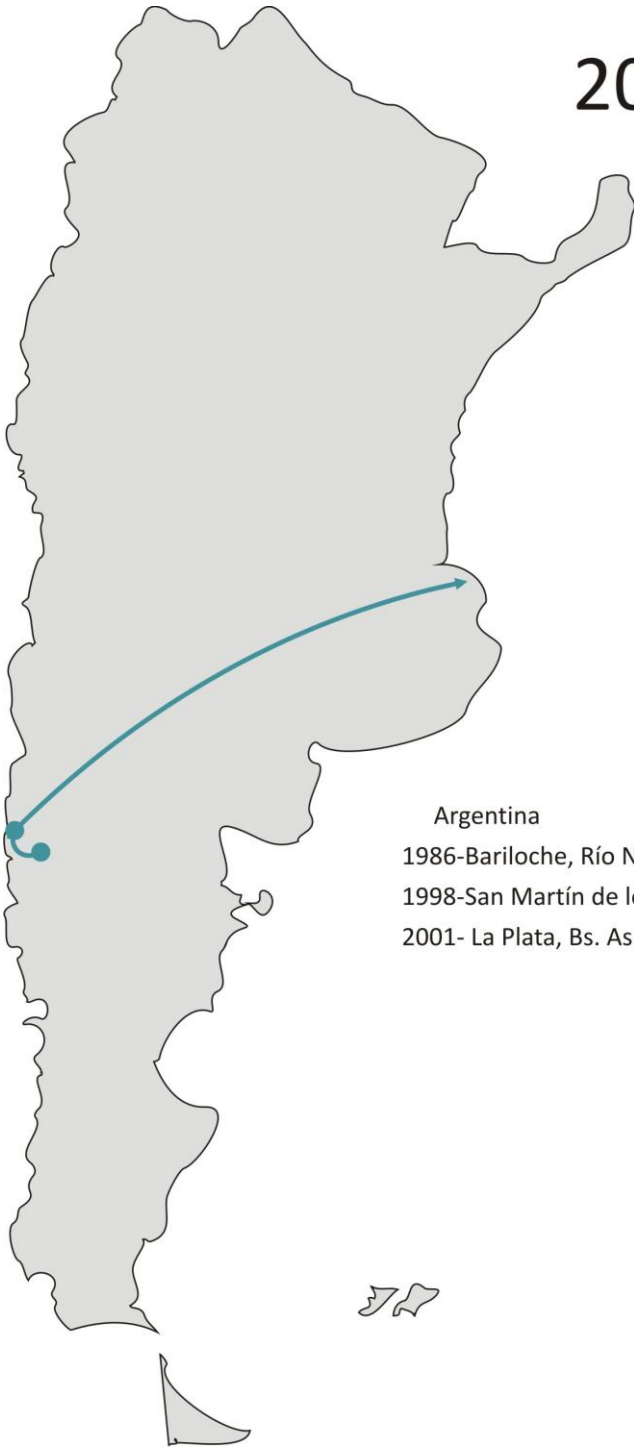 20
Argentina
1986-Bariloche, Río N
1998-San Martín de l
2001- La Plata, Bs. As